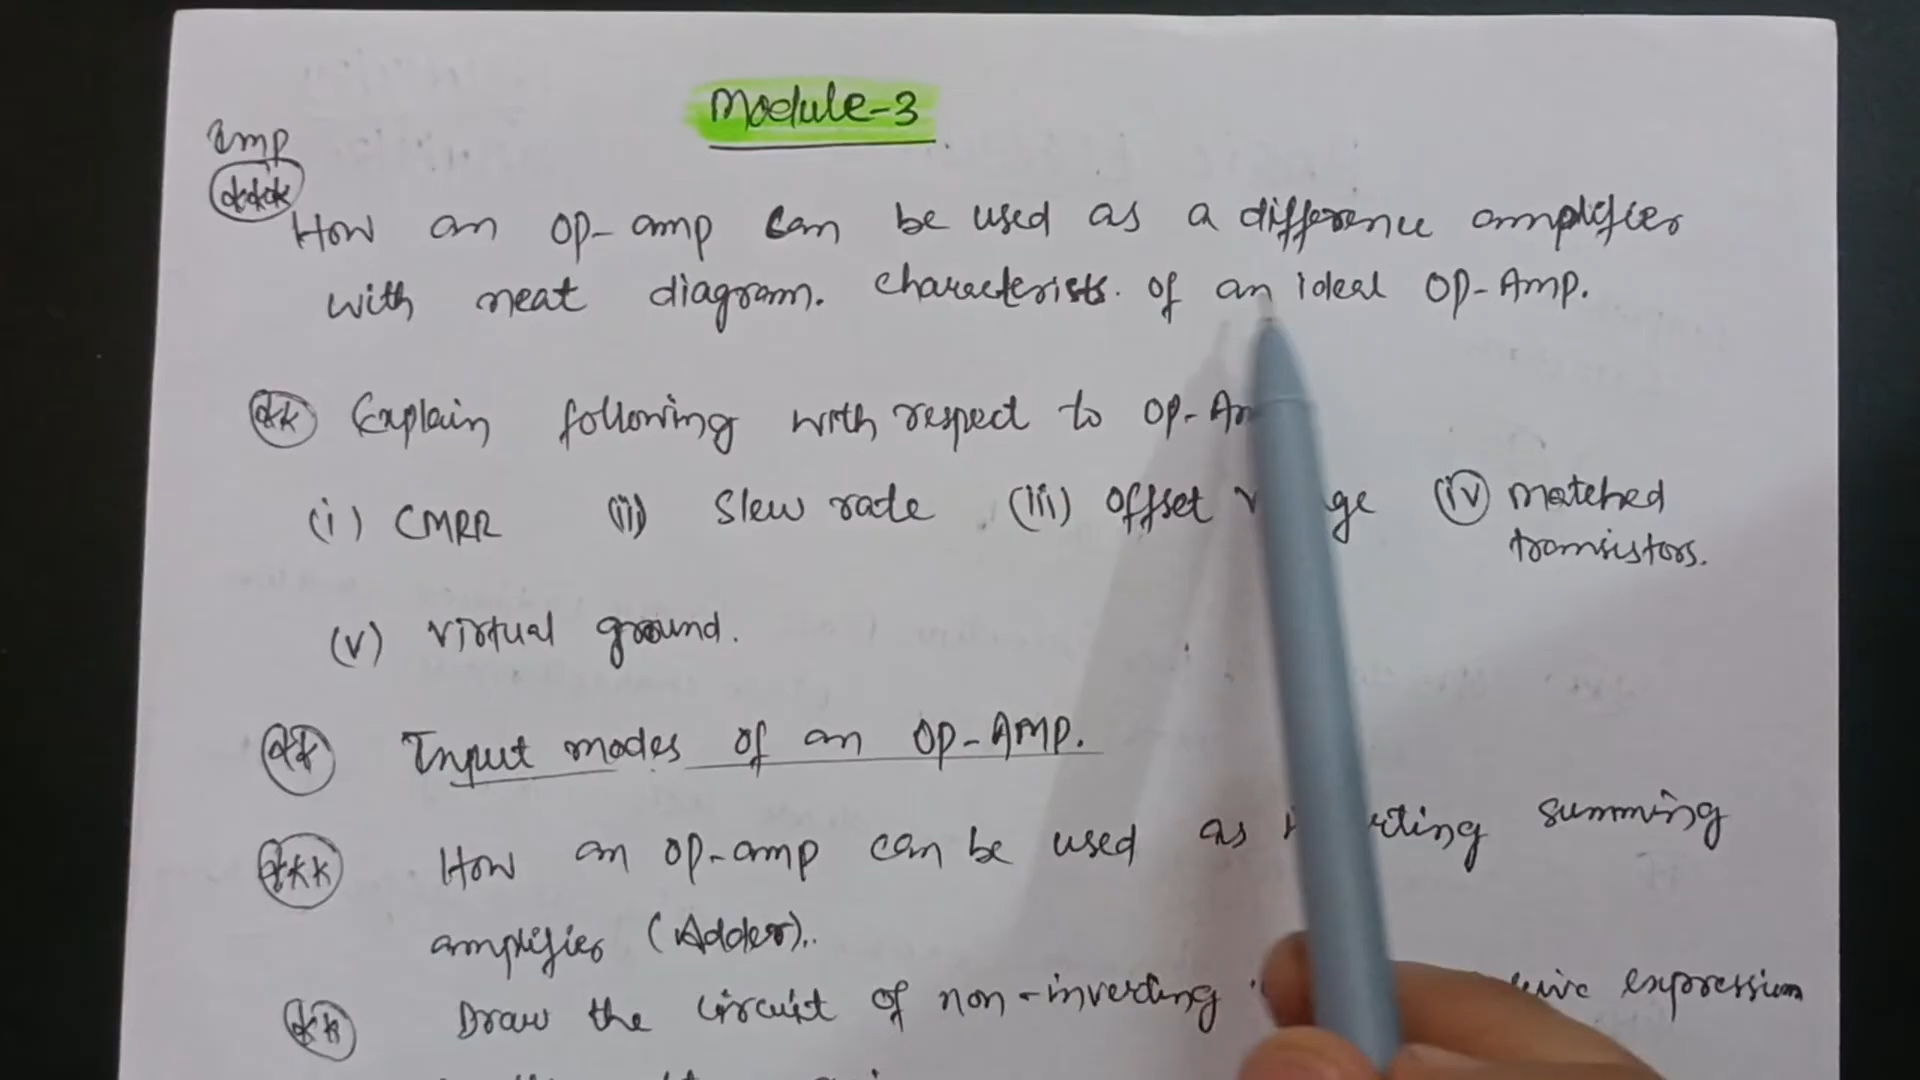 Module-3
Imp
*** How an op-amp can be used as a difference amplifier
with neat diagram. characterists. of an ideal Op-Amp.
** Explain following with respect to Op-
(i) CMRR (ii) Slew rate (iii) Offset (iv) matched
transistors.
(v) virtual ground.
** Input modes of an Op-AMP.
*** How an op-amp can be used as summing
amplifier (Adder).
** Draw the circuit of non-inverting expression